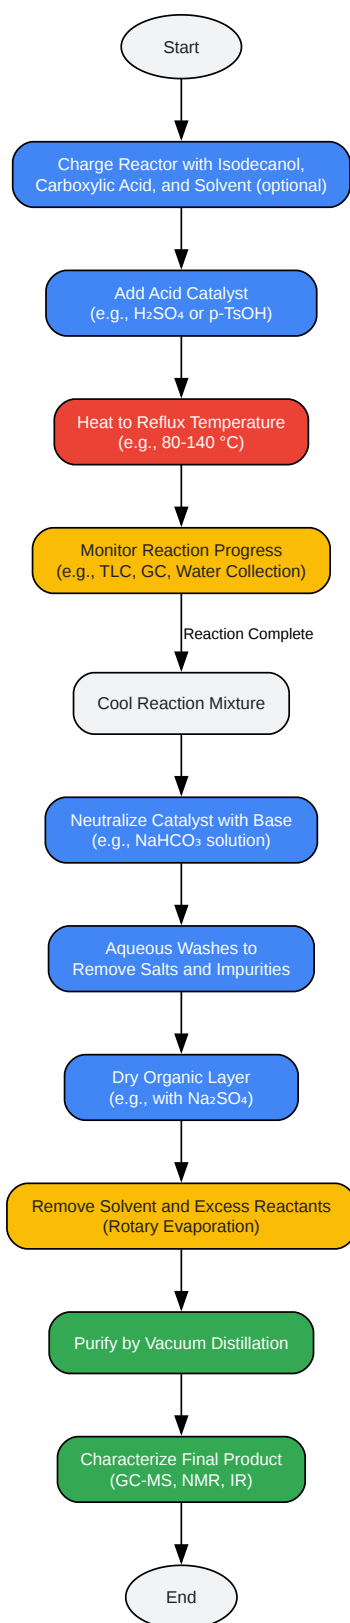 Start
Charge Reactor with Isodecanol,
Carboxylic Acid, and Solvent (optional)
Add Acid Catalyst
(e.g., H₂SO₄ or p-TsOH)
Heat to Reflux Temperature
(e.g., 80-140 °C)
Monitor Reaction Progress
(e.g., TLC, GC, Water Collection)
Reaction Complete
Cool Reaction Mixture
Neutralize Catalyst with Base
(e.g., NaHCO₃ solution)
Aqueous Washes to
Remove Salts and Impurities
Dry Organic Layer
(e.g., with Na₂SO₄)
Remove Solvent and Excess Reactants
(Rotary Evaporation)
Purify by Vacuum Distillation
Characterize Final Product
(GC-MS, NMR, IR)
End